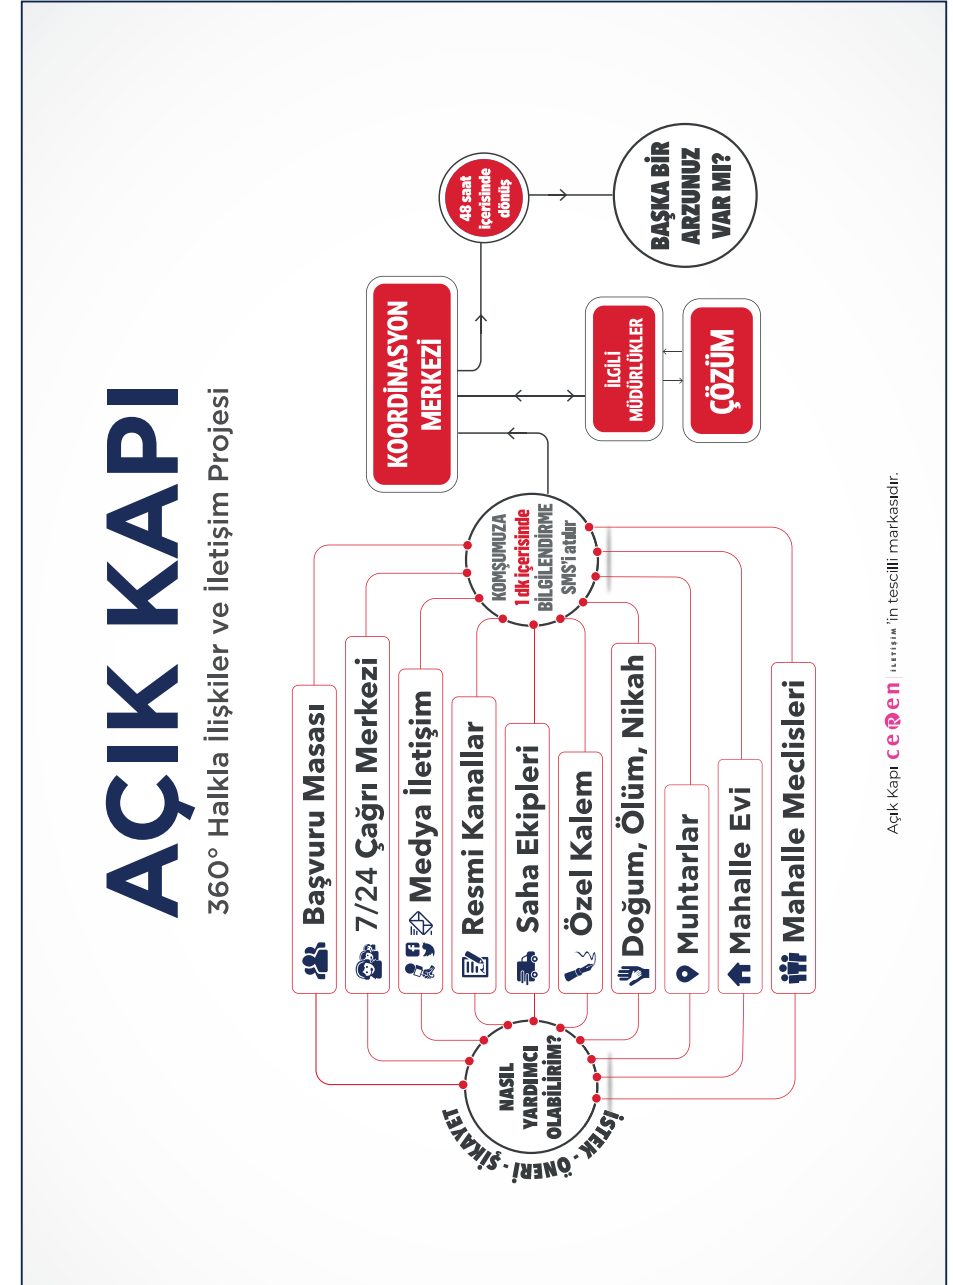 AÇIK KAPI
360° Halkla İlişkiler ve İletişim Projesi
İSTEK - ÖNERİ - ŞİKAYET
NASIL
YARDIMCI
OLABİLİRİM?
Başvuru Masası
7/24 Çağrı Merkezi
Medya İletişim
Resmi Kanallar
Saha Ekipleri
Özel Kalem
Doğum, Ölüm, Nikah
Muhtarlar
Mahalle Evi
Mahalle Meclisleri
KOMŞUMUZA
1 dk içerisinde
BİLGİLENDİRME
SMS'i atılır
KOORDİNASYON
MERKEZİ
İLGİLİ
MÜDÜRLÜKLER
ÇÖZÜM
48 saat
içerisinde
dönüş
BAŞKA BİR
ARZUNUZ
VAR MI?
Açık Kapı ceRen İLETİŞİM 'in tescilli markasıdır.